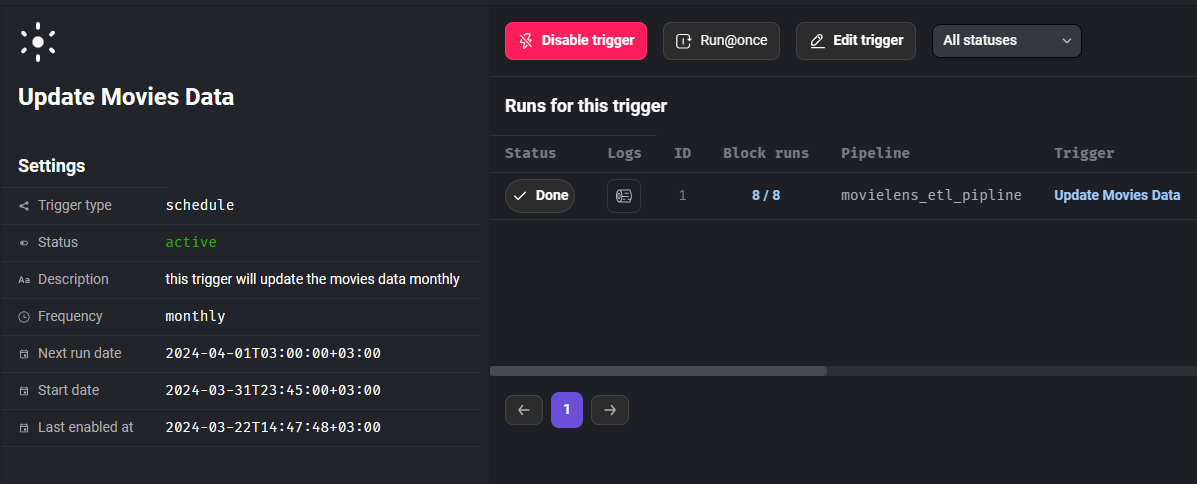 Update Movies Data
Settings
Trigger type schedule
Status active
Aa Description this trigger will update the movies data monthly
Frequency monthly
Next run date 2024-04-01T03:00:00+03:00
Start date 2024-03-31T23:45:00+03:00
Last enabled at 2024-03-22T14:47:48+03:00
Disable trigger Run@once Edit trigger All statuses
Runs for this trigger
Status Logs ID Block runs Pipeline Trigger
Done 1 8 / 8 movielens_etl_pipline Update Movies Data
1